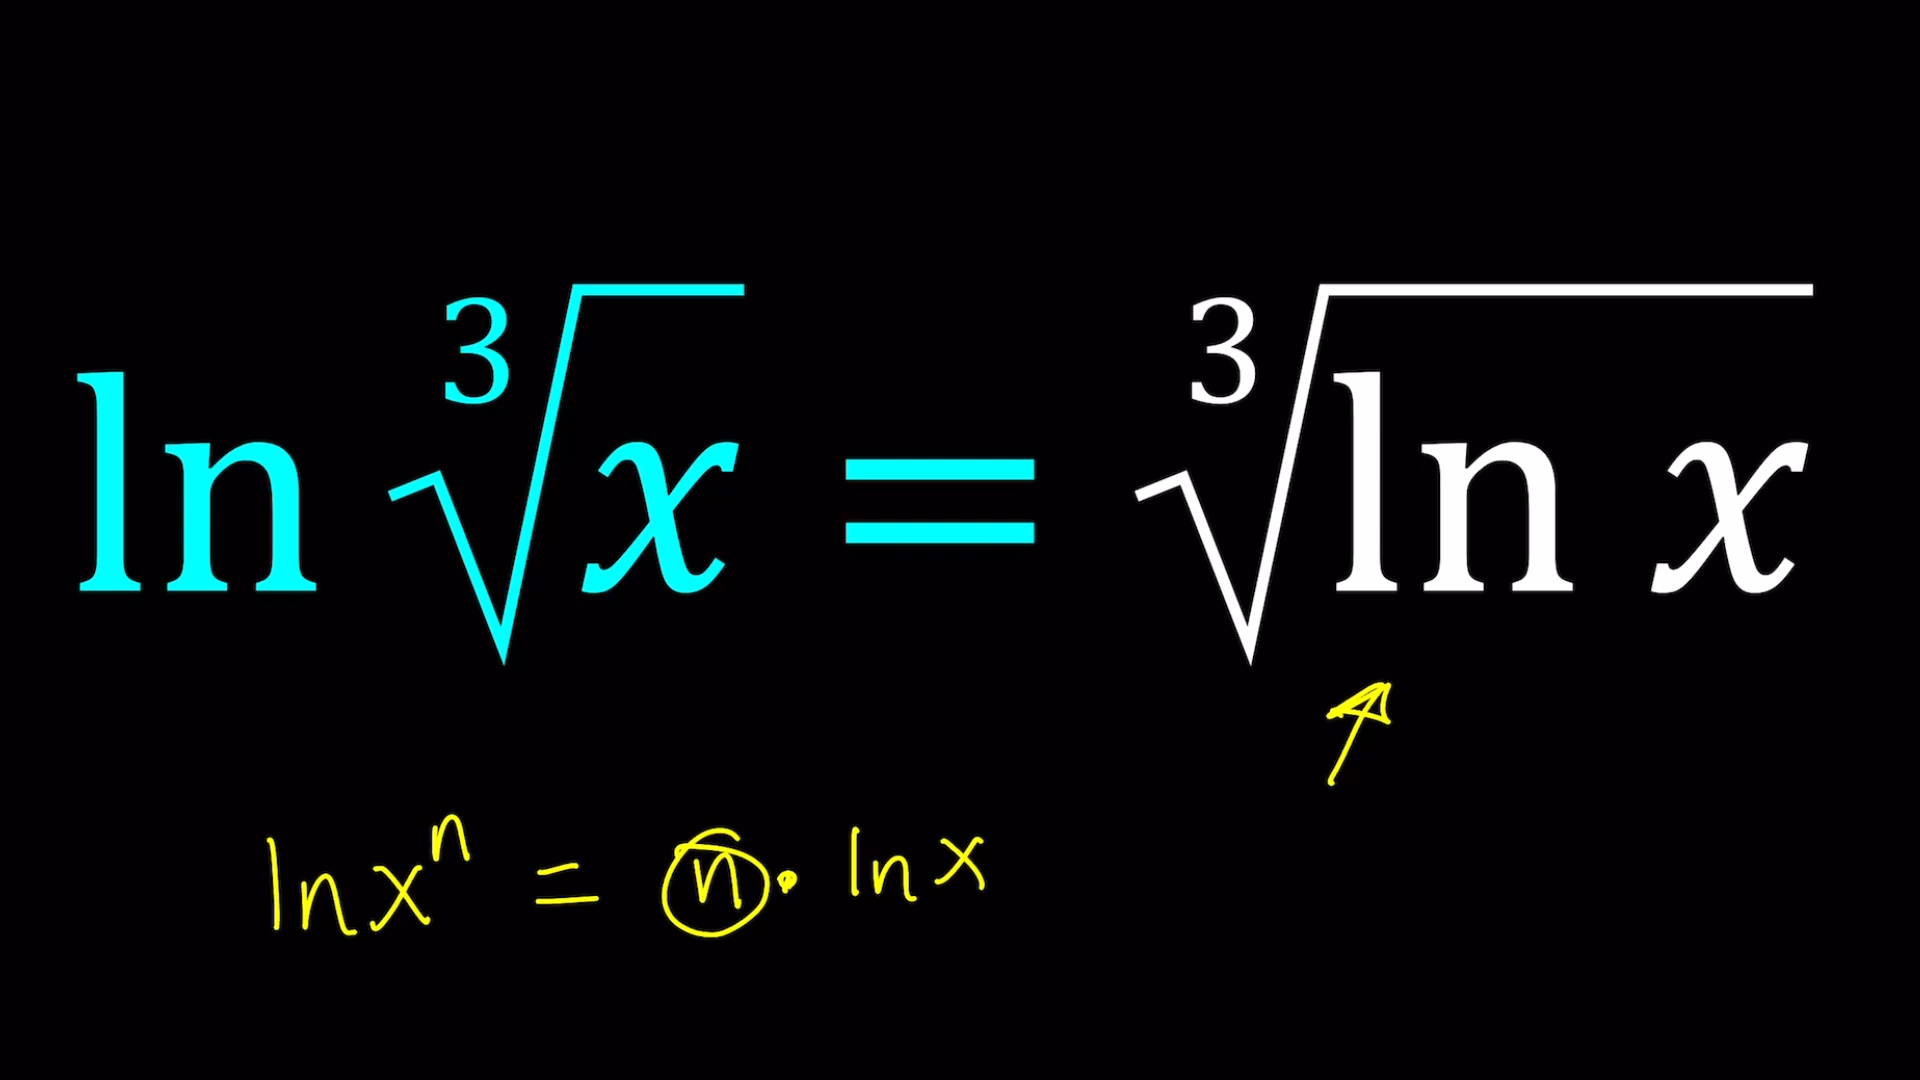 ln ∛x = ∛ln x
ln xⁿ = n · ln x